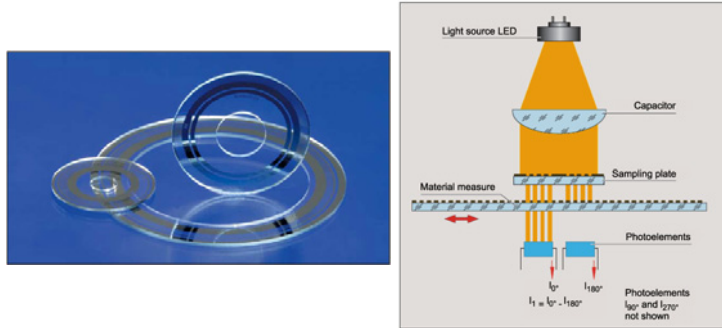 Light source LED
Capacitor
Sampling plate
Material measure
Photoelements
I0°
I180°
I1 = I0° - I180°
Photoelements
I90° and I270°
not shown